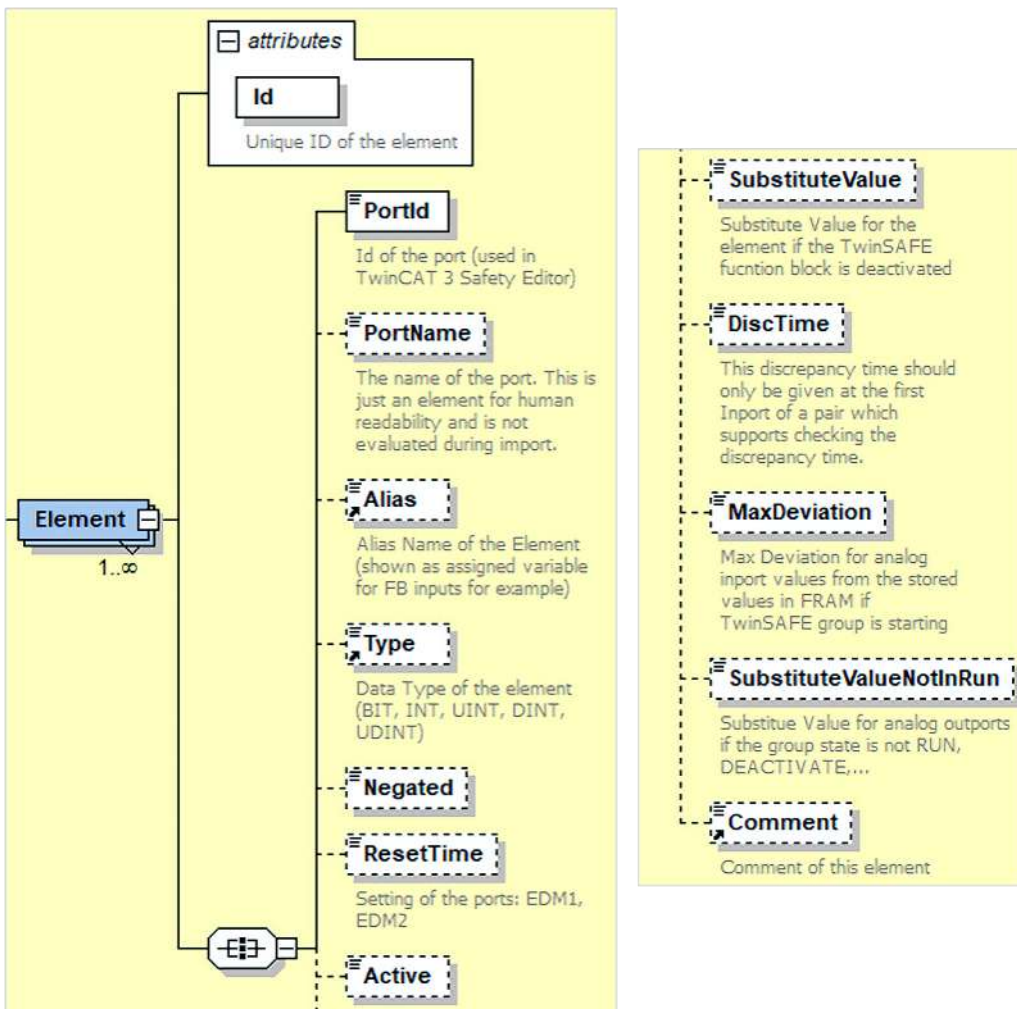 attributes
Id
Unique ID of the element
PortId
Id of the port (used in
TwinCAT 3 Safety Editor)
PortName
The name of the port. This is
just an element for human
readability and is not
evaluated during import.
Alias
Alias Name of the Element
(shown as assigned variable
for FB inputs for example)
Element
1..∞
Type
Data Type of the element
(BIT, INT, UINT, DINT,
UDINT)
Negated
ResetTime
Setting of the ports: EDM1,
EDM2
Active
SubstituteValue
Substitute Value for the
element if the TwinSAFE
fucntion block is deactivated
DiscTime
This discrepancy time should
only be given at the first
Inport of a pair which
supports checking the
discrepancy time.
MaxDeviation
Max Deviation for analog
inport values from the stored
values in FRAM if
TwinSAFE group is starting
SubstituteValueNotInRun
Substitue Value for analog outports
if the group state is not RUN,
DEACTIVATE,...
Comment
Comment of this element